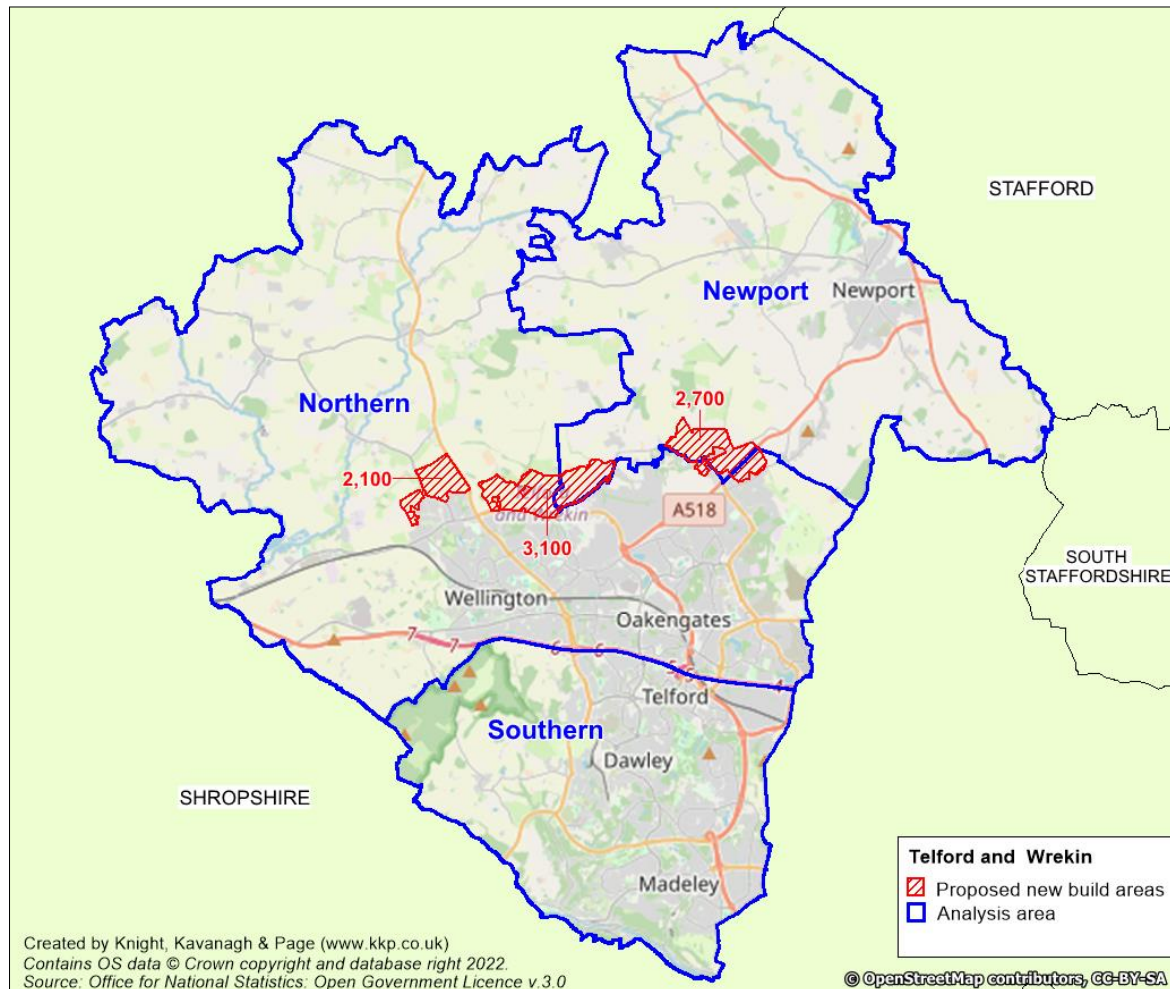 STAFFORD
Newport
Newport
Northern
2,700
2,100
A518
3,100
and Wrekin
SOUTH
STAFFORDSHIRE
Wellington
Oakengates
7
7
6
6
5
5
4
Telford
Southern
Dawley
SHROPSHIRE
Madeley
Telford and Wrekin
Proposed new build areas
Analysis area
Created by Knight, Kavanagh & Page (www.kkp.co.uk)
Contains OS data © Crown copyright and database right 2022.
Source: Office for National Statistics: Open Government Licence v.3.0
© OpenStreetMap contributors, CC-BY-SA